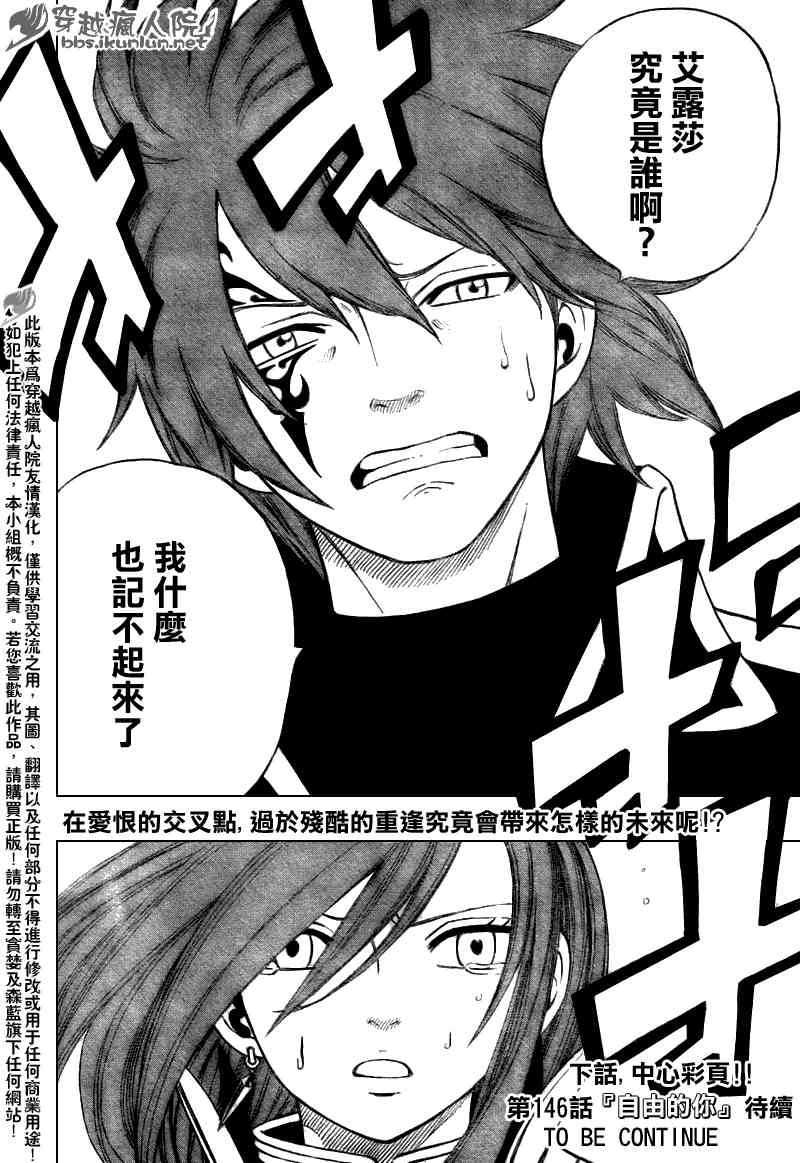 穿越瘋人院
bbs.ikunlun.net
艾露莎
究竟是誰啊？
我什麼
也記不起來了
在愛恨的交叉點，過於殘酷的重逢究竟會帶來怎樣的未來呢!?
下話，中心彩頁!!
第146話『自由的你』待續
TO BE CONTINUE
此版本爲穿越瘋人院友情漢化，僅供學習交流之用，其圖、翻譯以及任何部分不得進行修改或用于任何商業用途！
如犯上任何法律責任，本小組概不負責。若您喜歡此作品，請購買正版！請勿轉至貪婪及森藍旗下任何網站！